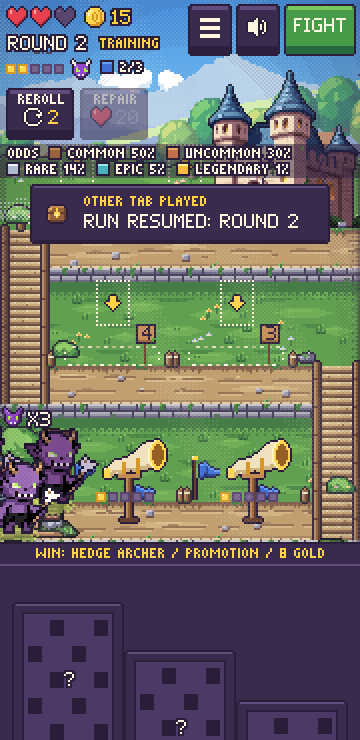 15
FIGHT
ROUND 2 TRAINING
2/3
REROLL
2
REPAIR
20
ODDS COMMON 50% UNCOMMON 30%
RARE 14% EPIC 5% LEGENDARY 1%
OTHER TAB PLAYED
RUN RESUMED: ROUND 2
4
3
X3
WIN: HEDGE ARCHER / PROMOTION / 8 GOLD
?
?